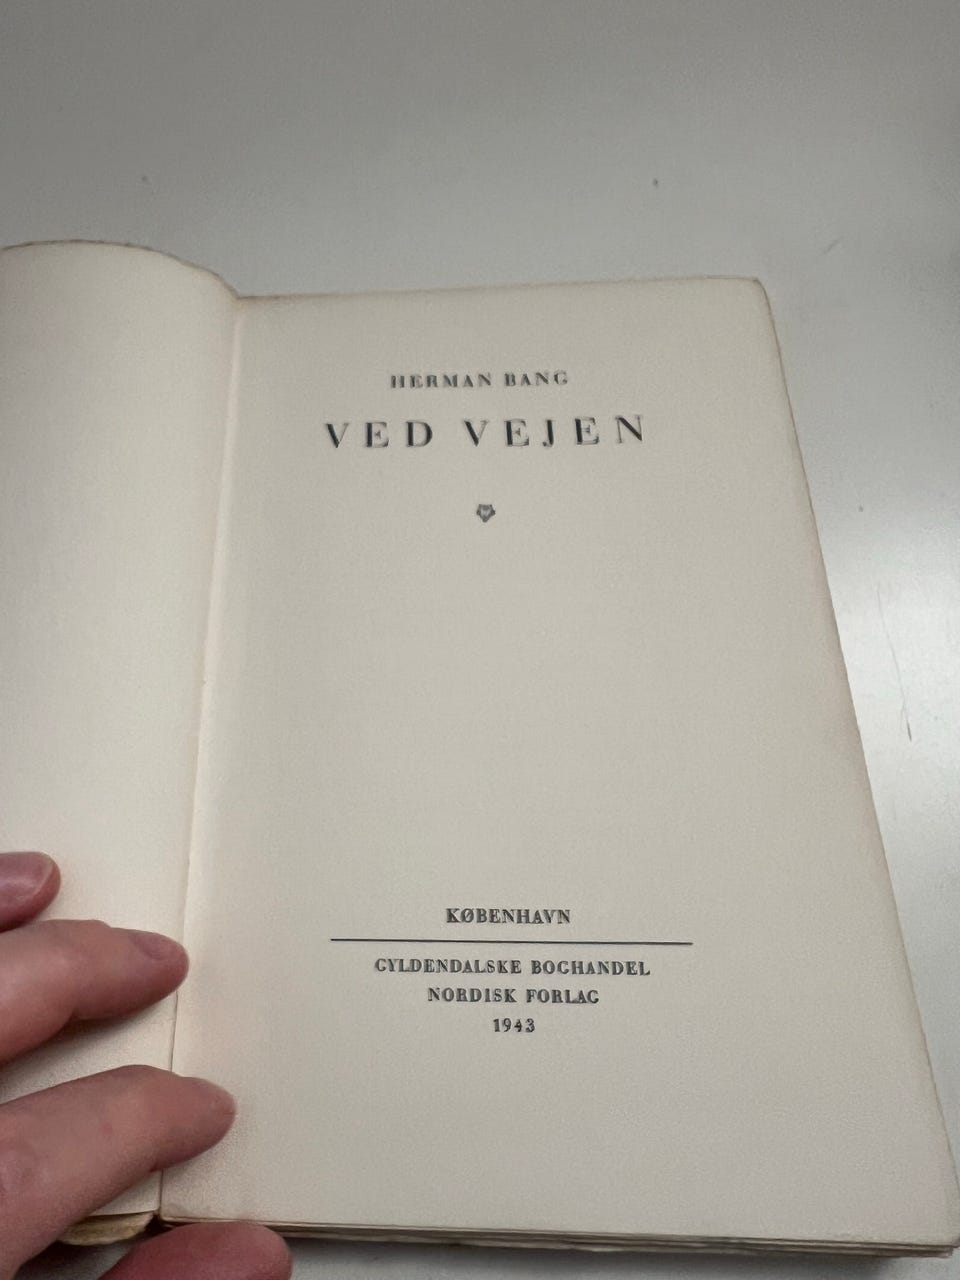 HERMAN BANG
VED VEJEN
KØBENHAVN
GYLDENDALSKE BOGHANDEL
NORDISK FORLAG
1943